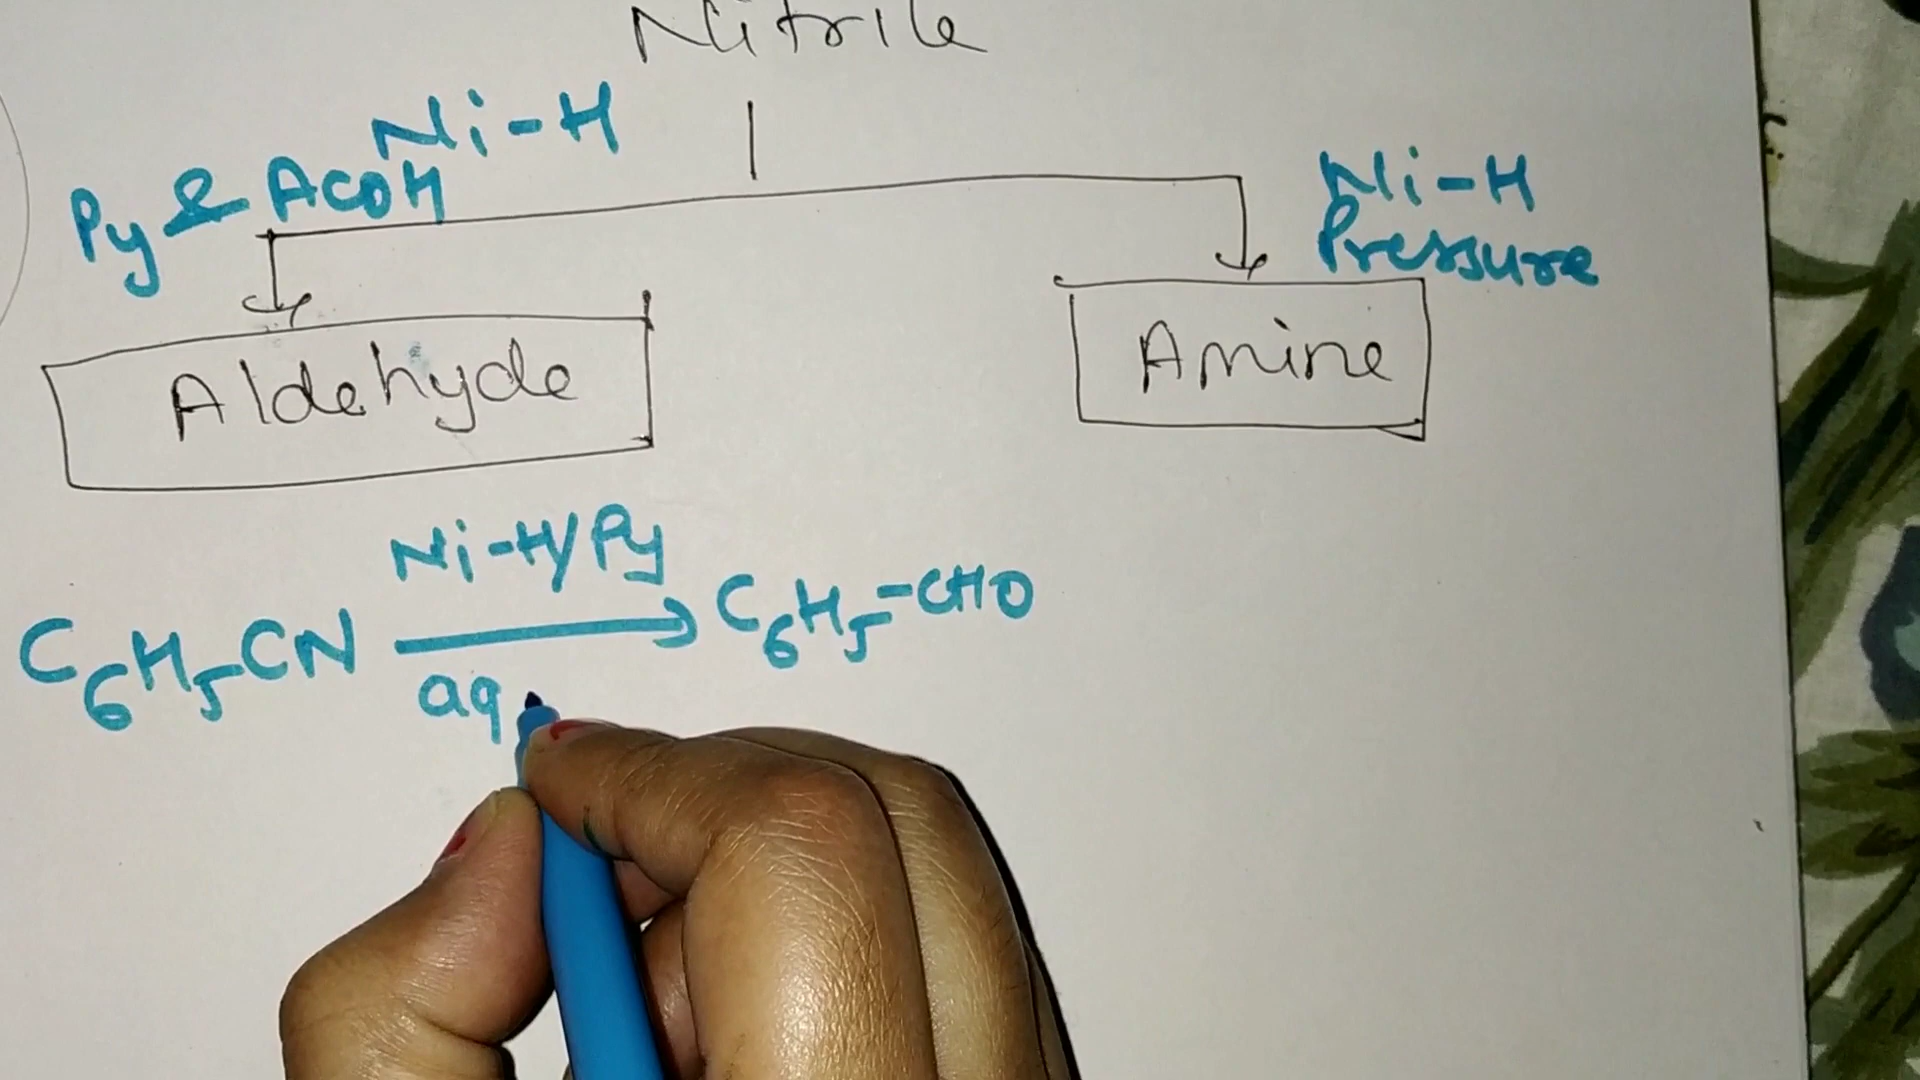 Nitrile
Ni-H
Py & AcOH
Ni-H
Pressure
Aldehyde
Amine
Ni-H/Py
C6H5CN → C6H5-CHO
aq